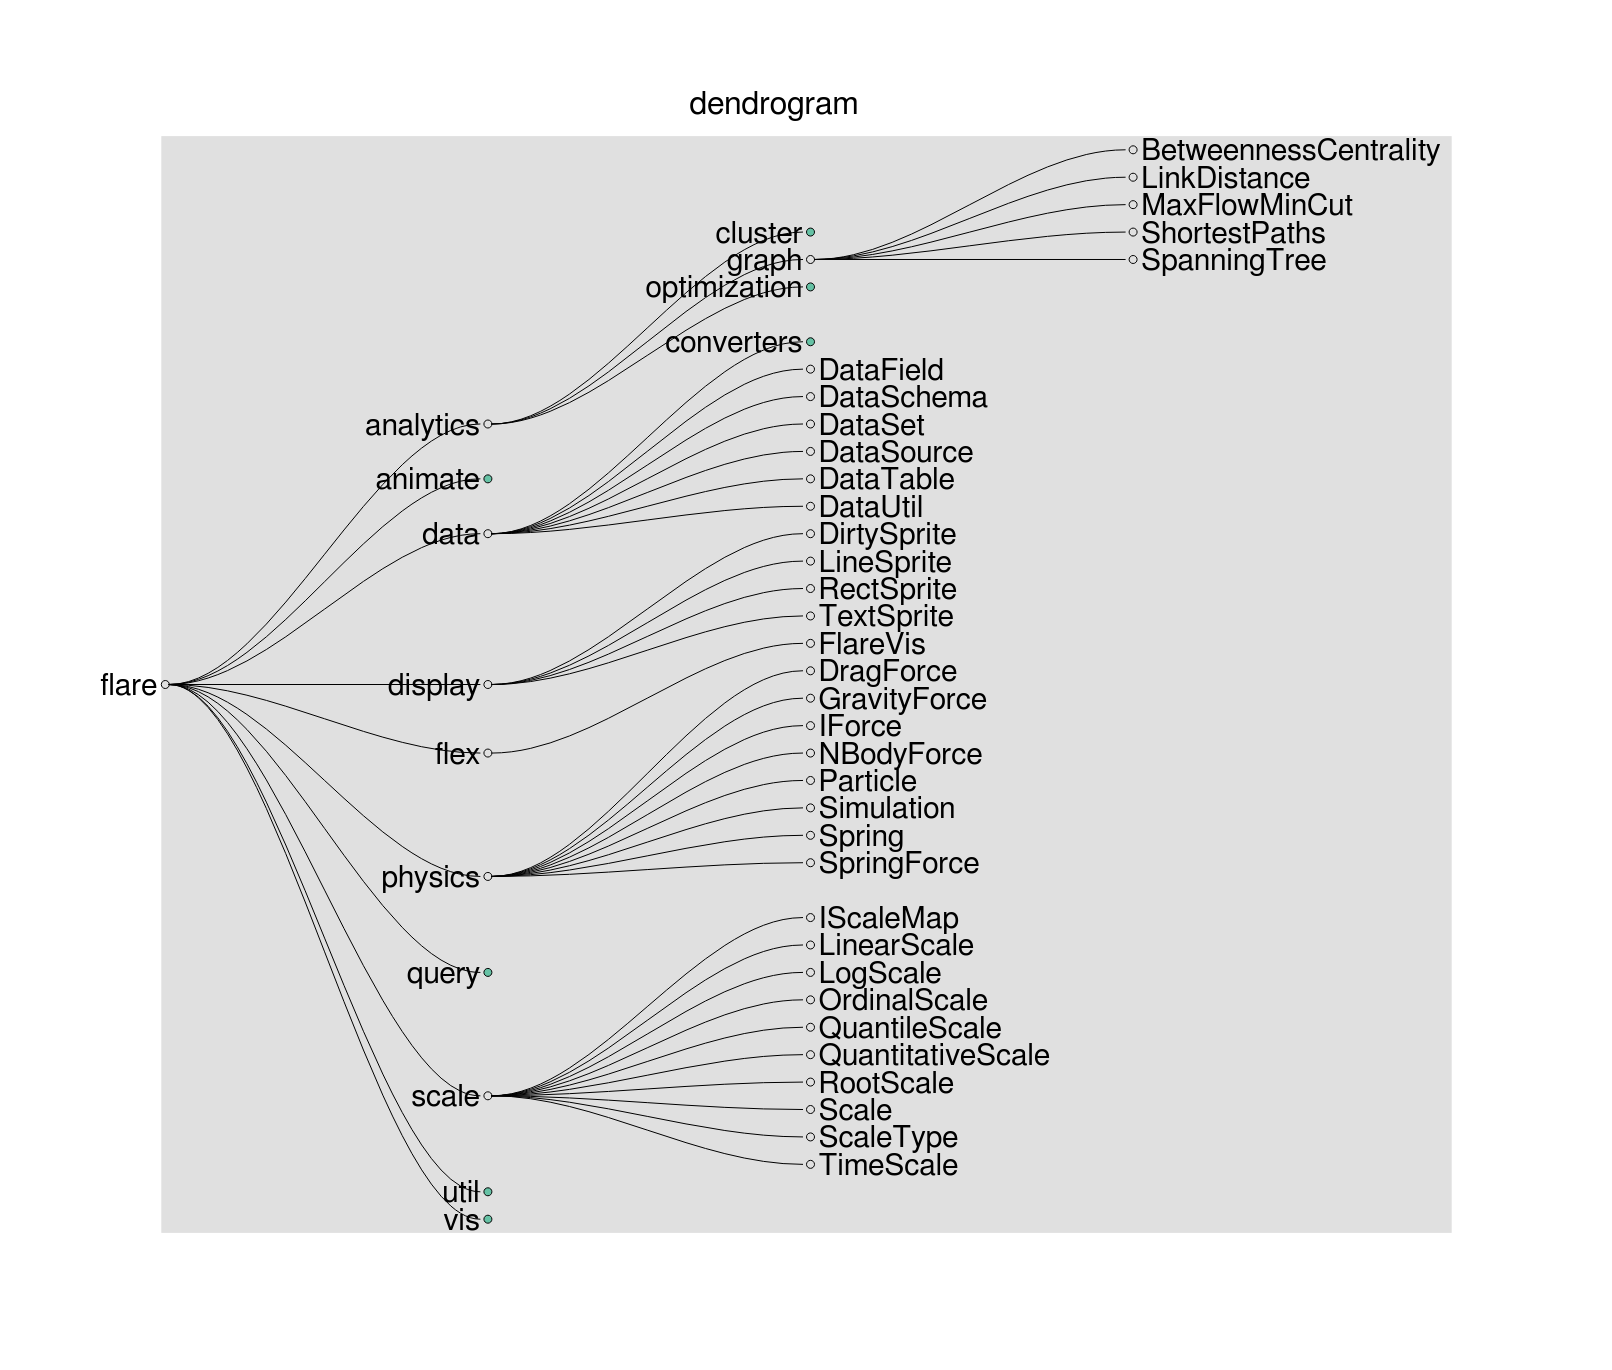 dendrogram
BetweennessCentrality
LinkDistance
MaxFlowMinCut
cluster
ShortestPaths
graph
SpanningTree
optimization
converters
DataField
DataSchema
analytics
DataSet
DataSource
animate
DataTable
DataUtil
data
DirtySprite
LineSprite
RectSprite
TextSprite
FlareVis
flare
display
DragForce
GravityForce
IForce
flex
NBodyForce
Particle
Simulation
Spring
SpringForce
physics
IScaleMap
LinearScale
query
LogScale
OrdinalScale
QuantileScale
QuantitativeScale
RootScale
scale
Scale
ScaleType
TimeScale
util
vis